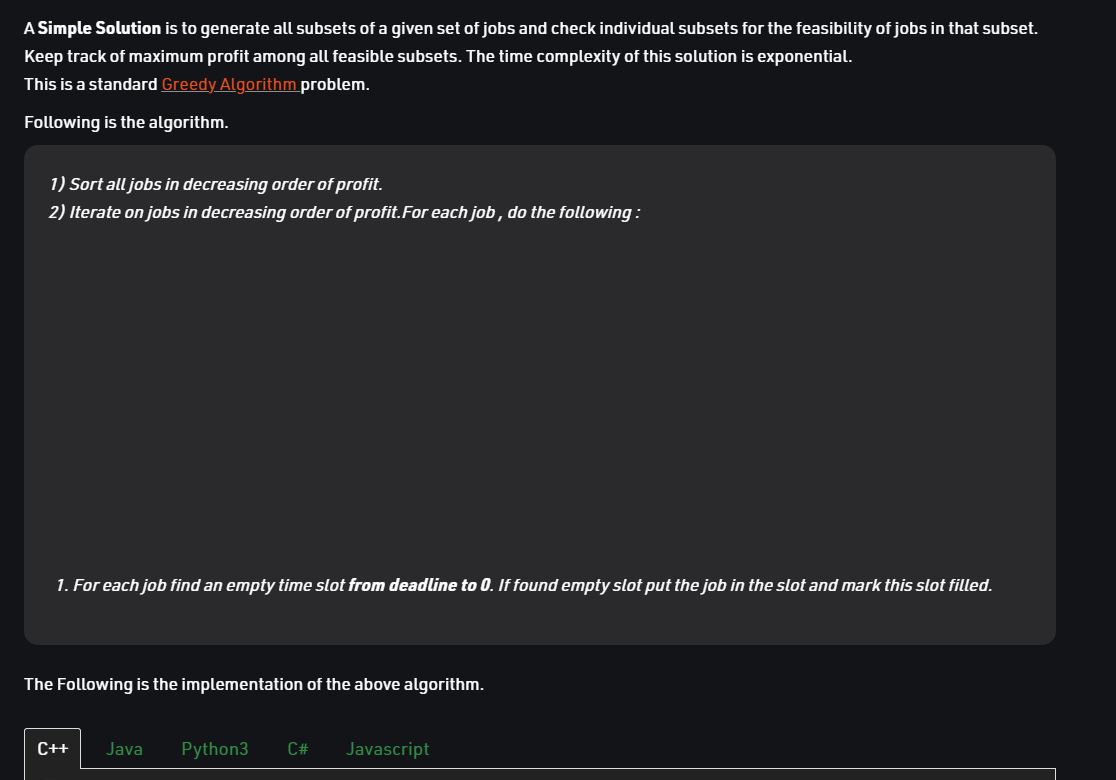 A Simple Solution is to generate all subsets of a given set of jobs and check individual subsets for the feasibility of jobs in that subset.
Keep track of maximum profit among all feasible subsets. The time complexity of this solution is exponential.
This is a standard Greedy Algorithm problem.
Following is the algorithm.
1) Sort all jobs in decreasing order of profit.
2) Iterate on jobs in decreasing order of profit.For each job , do the following :
1. For each job find an empty time slot from deadline to 0. If found empty slot put the job in the slot and mark this slot filled.
The Following is the implementation of the above algorithm.
C++ Java Python3 C# Javascript